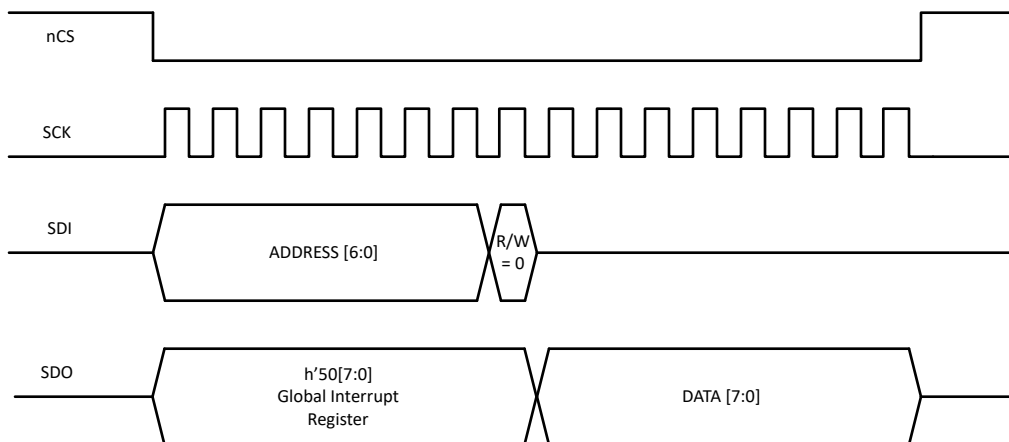 nCS
SCK
SDI
ADDRESS [6:0]
R/W
= 0
SDO
h’50[7:0]
Global Interrupt
Register
DATA [7:0]